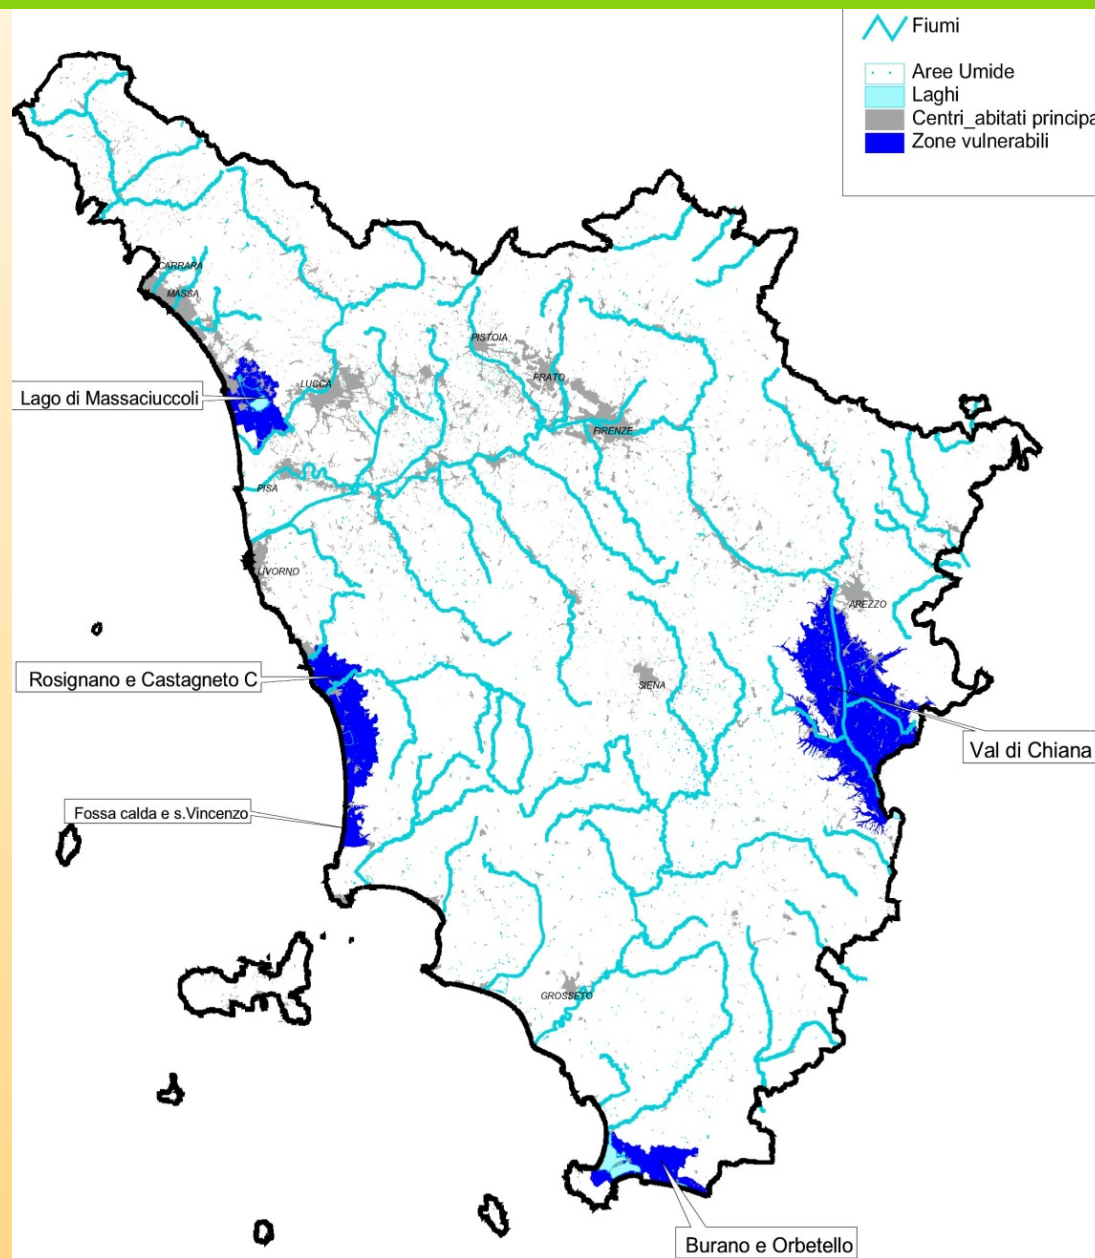 Fiumi
Aree Umide
Laghi
Centri_abitati principa
Zone vulnerabili
CARRARA
MASSA
PISTOIA
PRATO
LUCCA
Lago di Massaciuccoli
FIRENZE
PISA
LIVORNO
AREZZO
Rosignano e Castagneto C
SIENA
Val di Chiana
Fossa calda e s.Vincenzo
GROSSETO
Burano e Orbetello